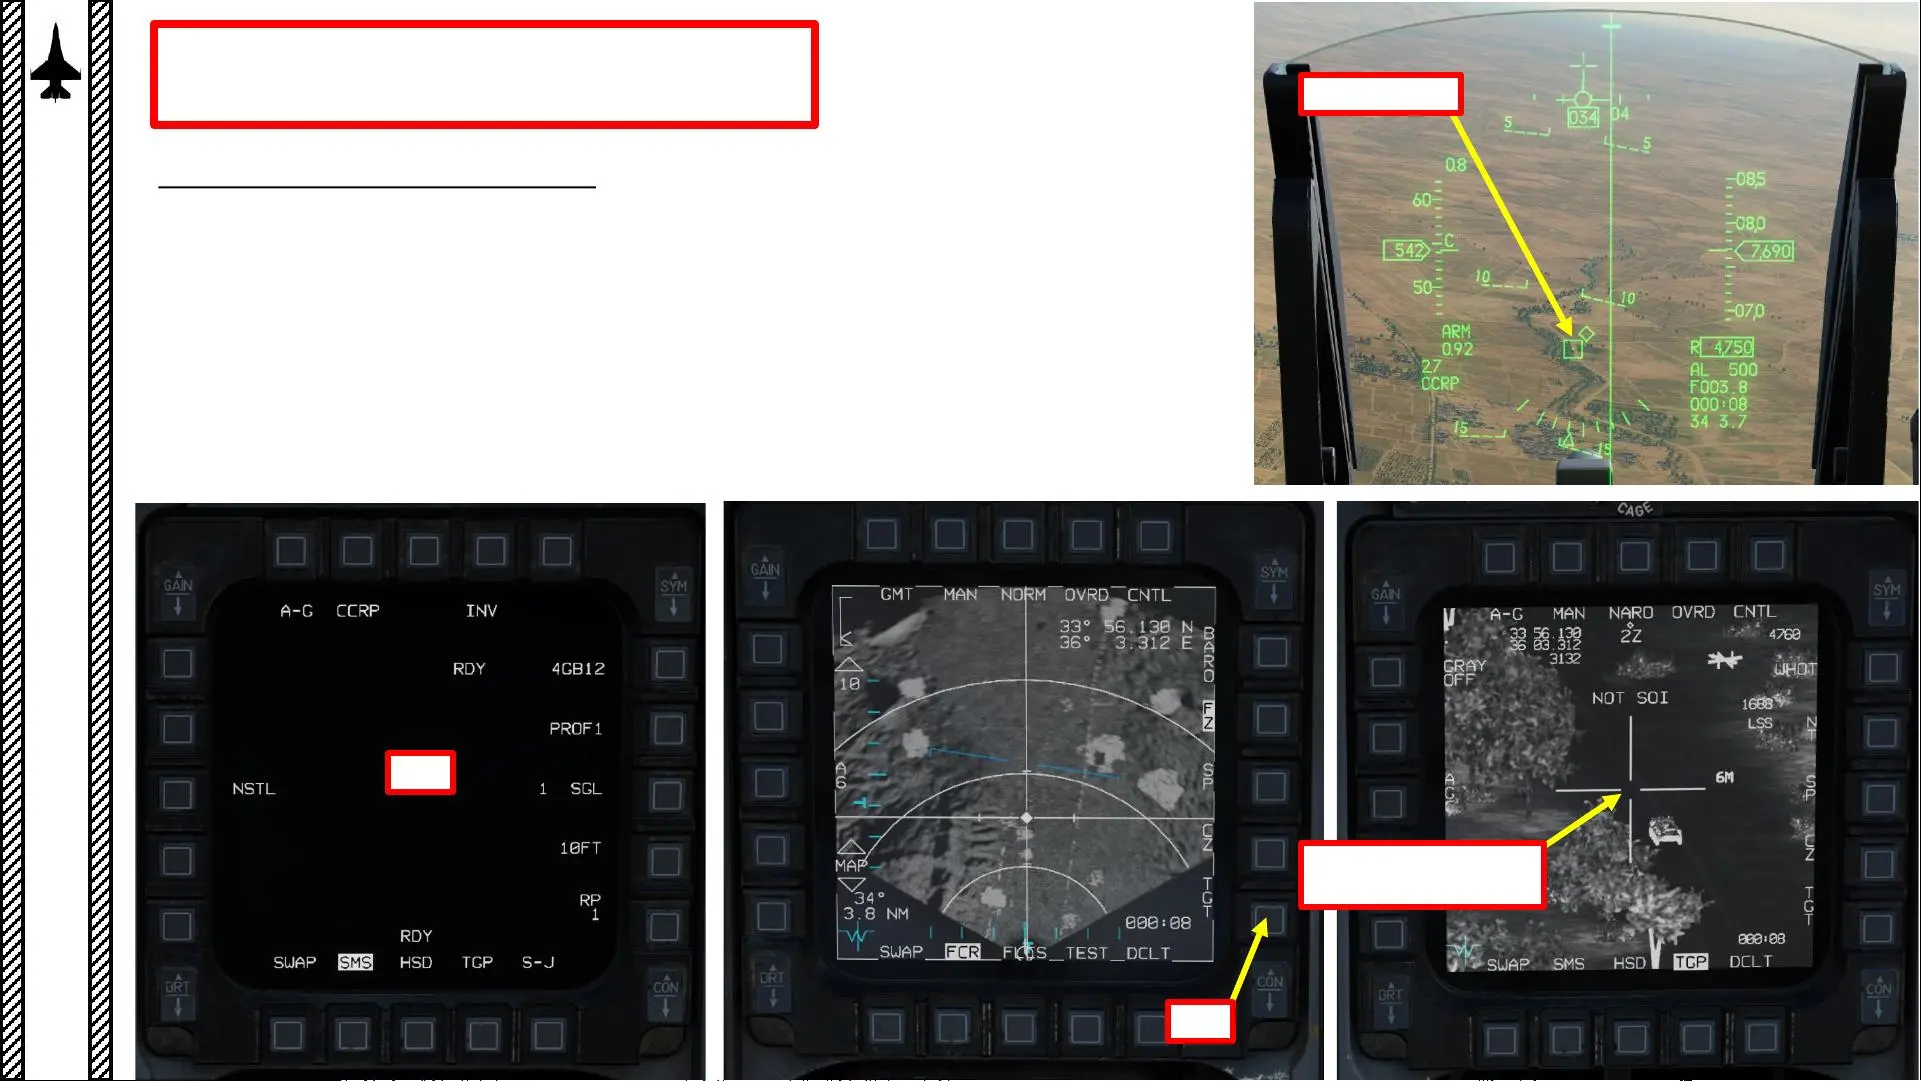 034 04
5
5
0.8
60
085
080
C
542
7,690
10
10
50
070
ARM
0.92
2.7
CCRP
R 4,750
AL 500
F003.8
000:08
34 3.7
15
15
GAIN
SYM
A-G CCRP INV
RDY 4GB12
PROF1
NSTL
1 SGL
10FT
RP
1
RDY
SWAP SMS HSD TGP S-J
BRT
CON
GAIN
SYM
GMT MAN NORM OVRD CNTL
33° 56.130 N
36° 3.312 E
BARO
10
FZ
AG
SP
CZ
MAP
TGT
34°
3.8 NM
000:08
SWAP FCR TEST DCLT
BRT
CON
CAGE
GAIN
SYM
A-G MAN NARO OVRD CNTL
33 56.130
36 03.312
3132
2Z
4760
GRAY
OFF
WHOT
NOT SOI
LSS
6M
SP
CZ
TGT
000:08
SWAP SMS HSD TGP DCLT
BRT
CON